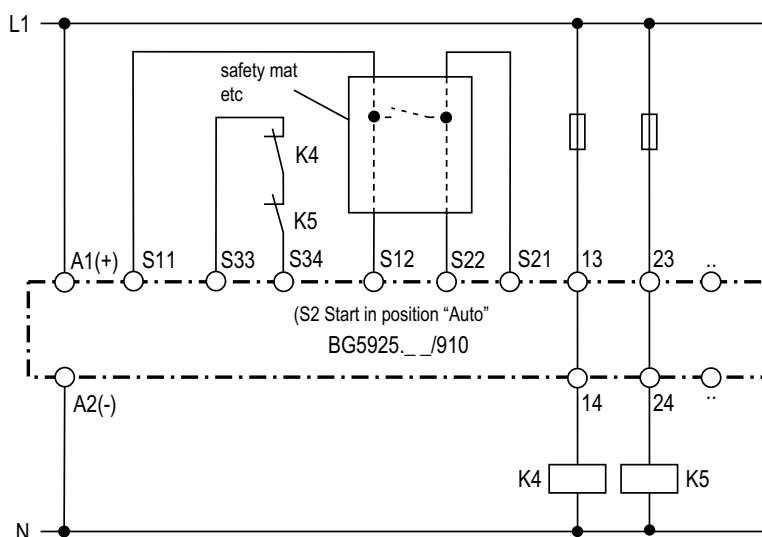 L1
safety mat
etc
K4
K5
A1(+) S11 S33 S34 S12 S22 S21 13 23 ..
(S2 Start in position “Auto”
BG5925._ _/910
A2(-) 14 24 ..
K4 K5
N